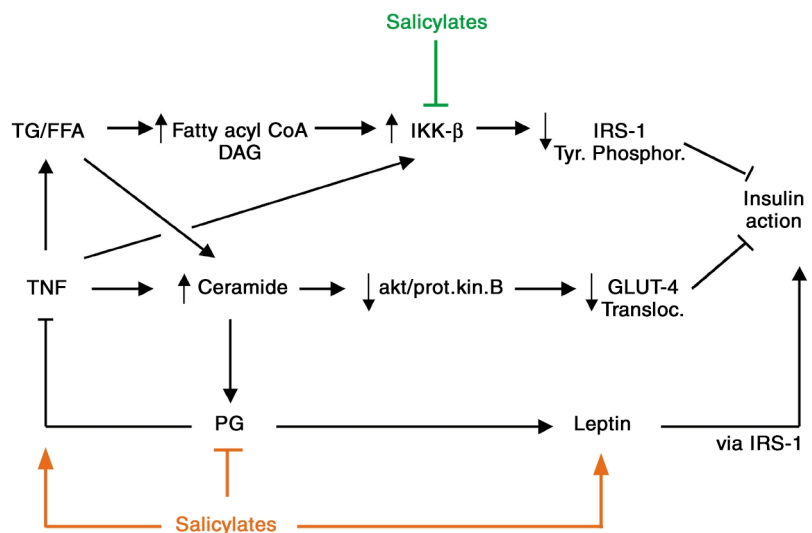 Salicylates
TG/FFA
Fatty acyl CoA
DAG
IKK-β
IRS-1
Tyr. Phosphor.
Insulin
action
TNF
Ceramide
akt/prot.kin.B
GLUT-4
Transloc.
PG
Leptin
via IRS-1
Salicylates